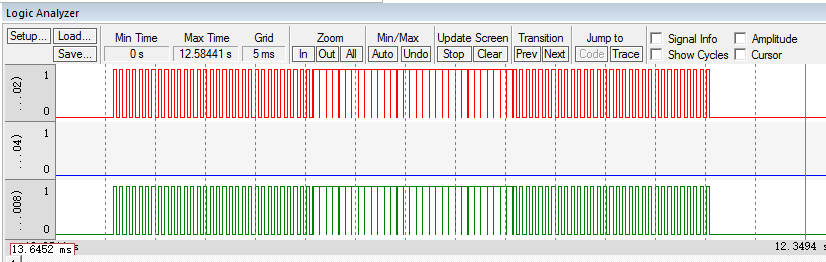 Logic Analyzer
Setup... Load... Min Time Max Time Grid Zoom Min/Max Update Screen Transition Jump to Signal Info Amplitude
Save... 0 s 12.58441 s 5 ms In Out All Auto Undo Stop Clear Prev Next Code Trace Show Cycles Cursor
1
...02)
0
1
...04)
0
1
...008)
0
13.6452 ms s 12.3494 s